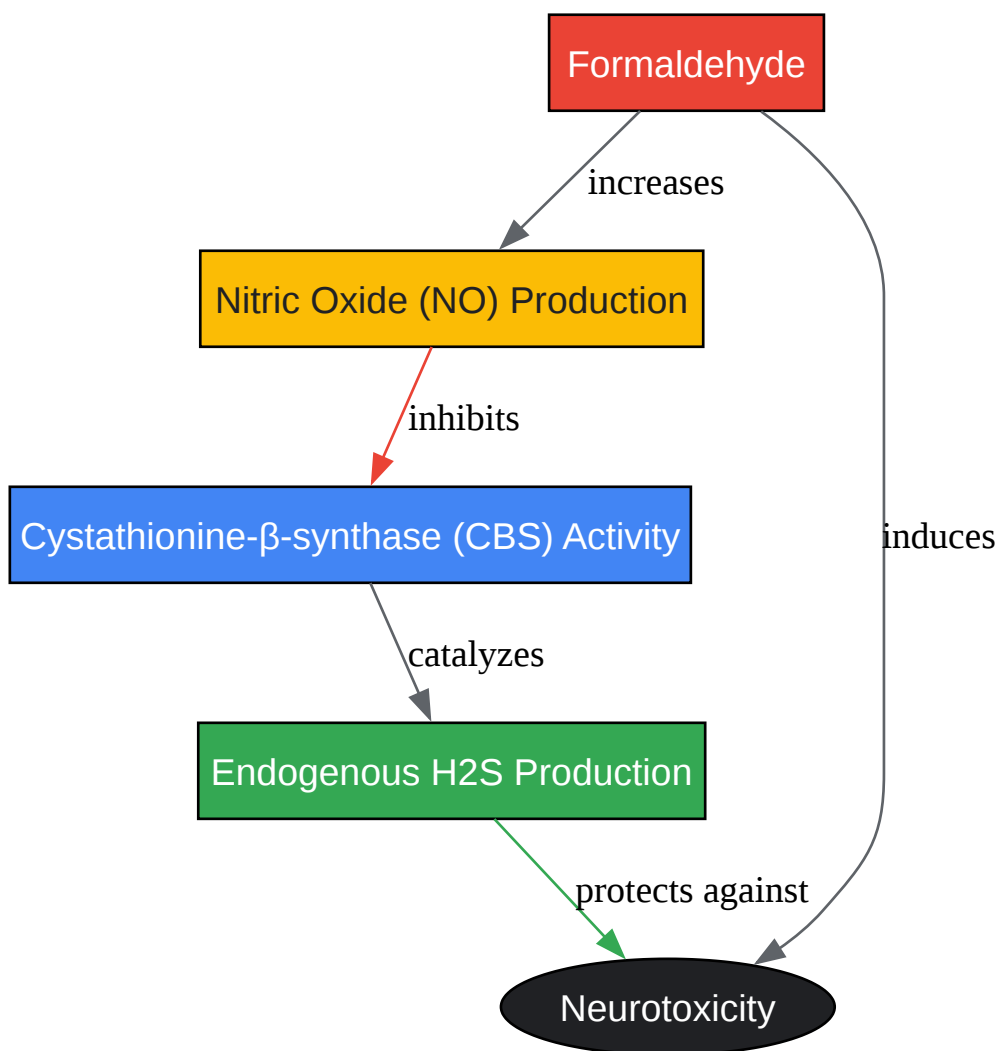 Formaldehyde
increases
Nitric Oxide (NO) Production
inhibits
Cystathionine-β-synthase (CBS) Activity
induces
catalyzes
Endogenous H2S Production
protects against
Neurotoxicity